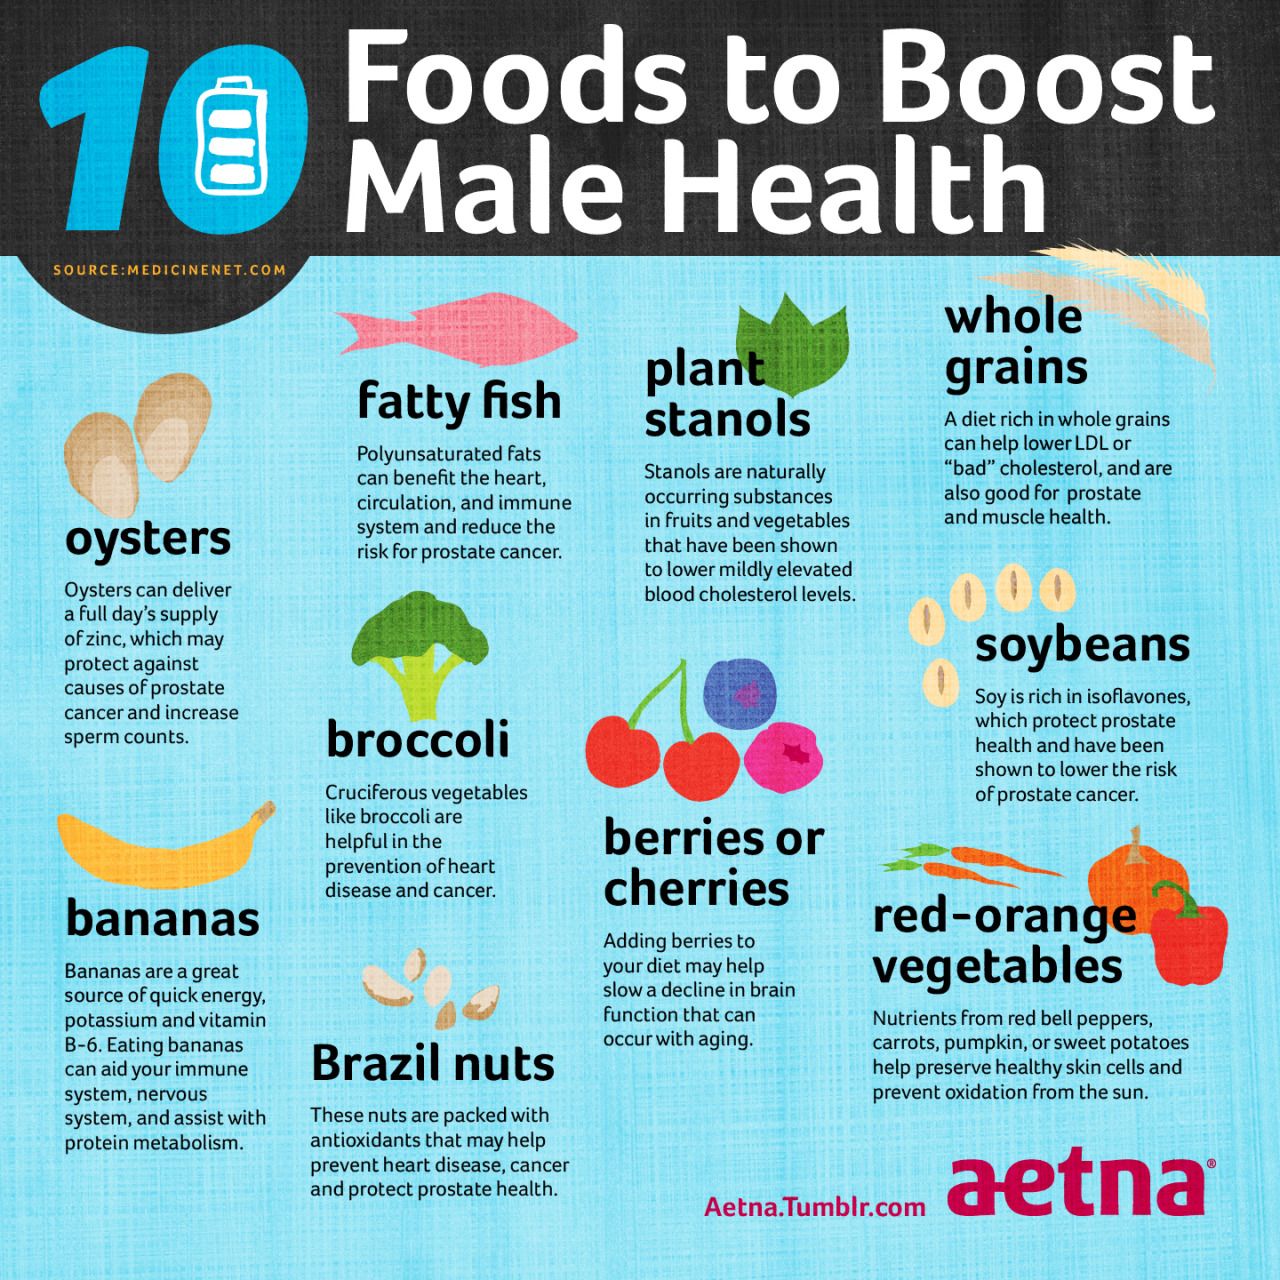 10 Foods to Boost
Male Health
SOURCE:MEDICINENET.COM
oysters
Oysters can deliver
a full day's supply
of zinc, which may
protect against
causes of prostate
cancer and increase
sperm counts.
fatty fish
Polyunsaturated fats
can benefit the heart,
circulation, and immune
system and reduce the
risk for prostate cancer.
plant
stanols
Stanols are naturally
occurring substances
in fruits and vegetables
that have been shown
to lower mildly elevated
blood cholesterol levels.
whole
grains
A diet rich in whole grains
can help lower LDL or
“bad” cholesterol, and are
also good for prostate
and muscle health.
broccoli
Cruciferous vegetables
like broccoli are
helpful in the
prevention of heart
disease and cancer.
soybeans
Soy is rich in isoflavones,
which protect prostate
health and have been
shown to lower the risk
of prostate cancer.
bananas
Bananas are a great
source of quick energy,
potassium and vitamin
B-6. Eating bananas
can aid your immune
system, nervous
system, and assist with
protein metabolism.
Brazil nuts
These nuts are packed with
antioxidants that may help
prevent heart disease, cancer
and protect prostate health.
berries or
cherries
Adding berries to
your diet may help
slow a decline in brain
function that can
occur with aging.
red-orange
vegetables
Nutrients from red bell peppers,
carrots, pumpkin, or sweet potatoes
help preserve healthy skin cells and
prevent oxidation from the sun.
Aetna.Tumblr.com
aetna®